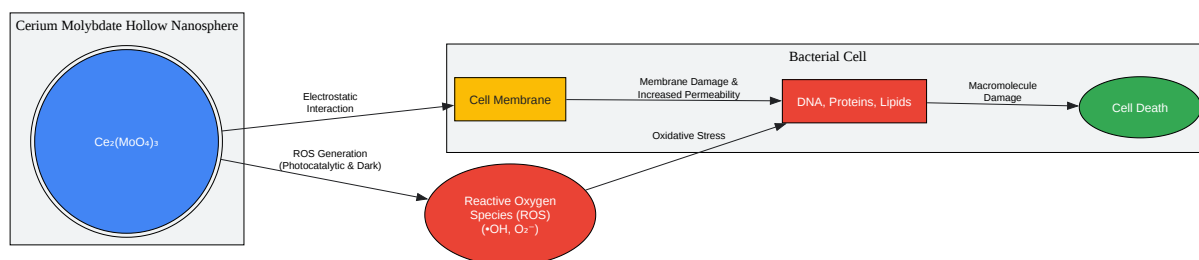 Cerium Molybdate Hollow Nanosphere
Ce₂(MoO₄)₃
Electrostatic
Interaction
ROS Generation
(Photocatalytic & Dark)
Bacterial Cell
Cell Membrane
Membrane Damage &
Increased Permeability
DNA, Proteins, Lipids
Macromolecule
Damage
Cell Death
Oxidative Stress
Reactive Oxygen
Species (ROS)
(•OH, O₂⁻)